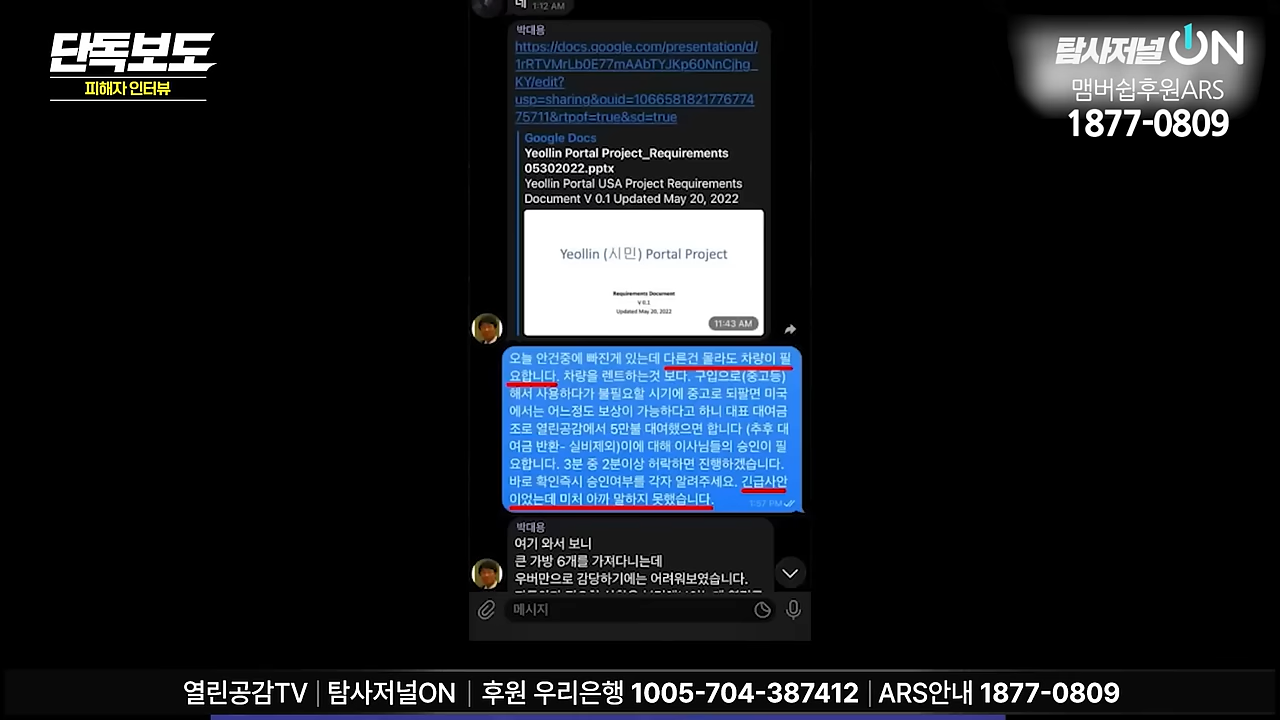 단독보도
피해자 인터뷰
탐사저널ON
맴버쉽후원ARS
1877-0809
네 1:12 AM
박대용
https://docs.google.com/presentation/d/
1rRTVMrLb0E77mAAbTYJKp60NnCjhq_
KY/edit?
usp=sharing&ouid=1066581821776774
75711&rtpof=true&sd=true
Google Docs
Yeollin Portal Project_Requirements
05302022.pptx
Yeollin Portal USA Project Requirements
Document V 0.1 Updated May 20, 2022
Yeollin (시민) Portal Project
Requirements Document
V 0.1
Updated May 20, 2022
11:43 AM
오늘 안건중에 빠진게 있는데 다른건 몰라도 차량이 필
요합니다. 차량을 렌트하는것 보다. 구입으로(중고등)
해서 사용하다가 불필요할 시기에 중고로 되팔면 미국
에서는 어느정도 보상이 가능하다고 하니 대표 대여금
조로 열린공감에서 5만불 대여했으면 합니다 (추후 대
여금 반환- 실비제외)이에 대해 이사님들의 승인이 필
요합니다. 3분 중 2분이상 허락하면 진행하겠습니다.
바로 확인즉시 승인여부를 각자 알려주세요. 긴급사안
이었는데 미처 아까 말하지 못했습니다.
1:57 PM
박대용
여기 와서 보니
큰 가방 6개를 가져다니는데
우버만으로 감당하기에는 어려워보였습니다.
메시지
열린공감TV | 탐사저널ON | 후원 우리은행 1005-704-387412 | ARS안내 1877-0809